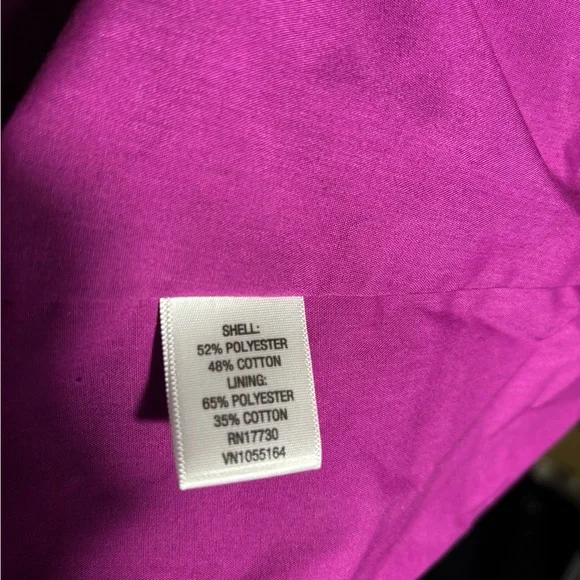 SHELL:
52% POLYESTER
48% COTTON
LINING:
65% POLYESTER
35% COTTON
RN17730
VN1055164